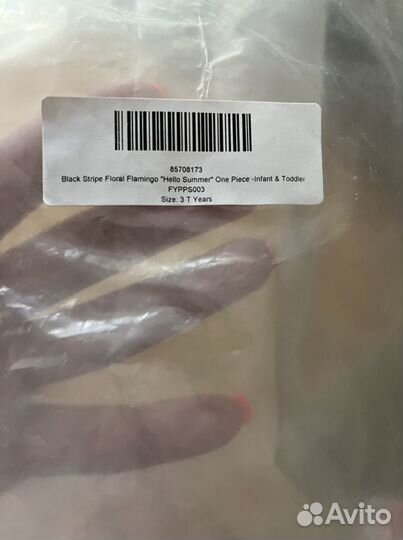 85708173
Black Stripe Floral Flamingo "Hello Summer" One Piece -Infant & Toddler
FYPPS003
Size: 3 T Years
Avito